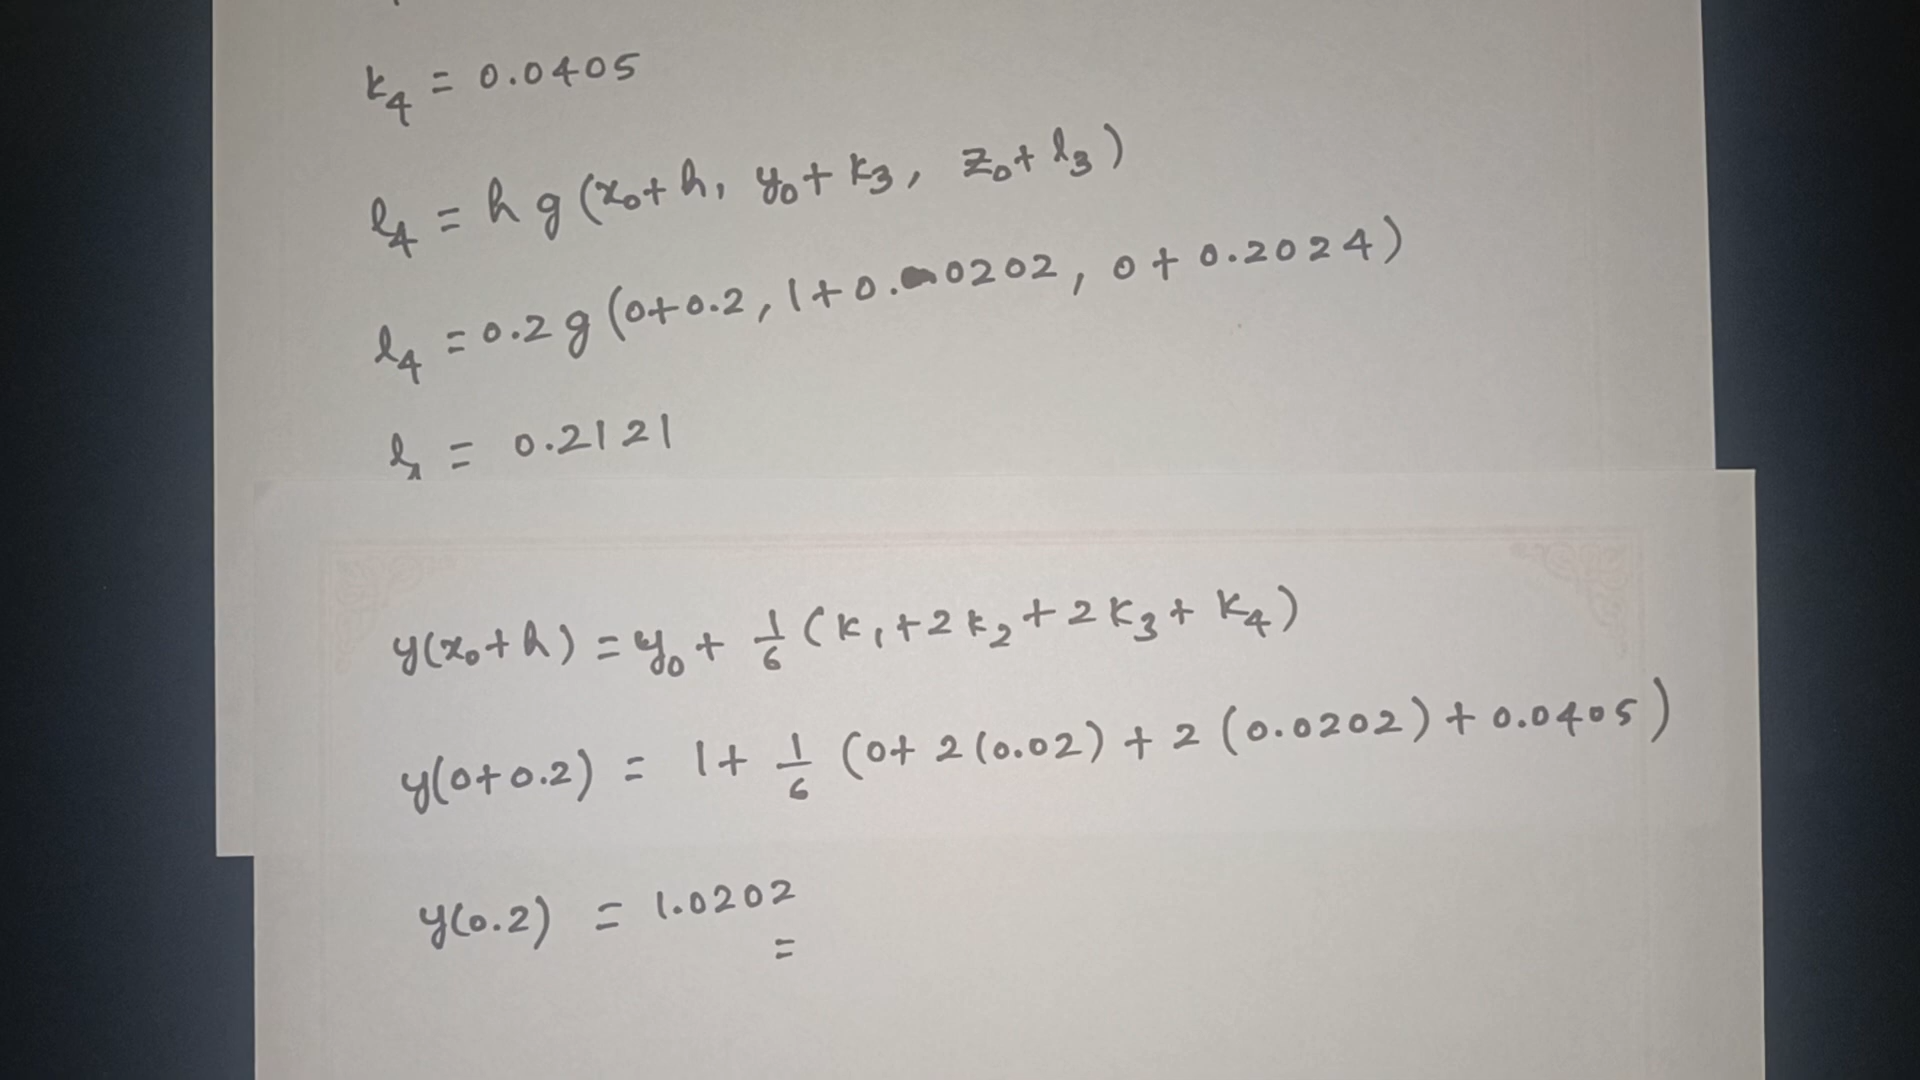 k₄ = 0.0405
l₄ = h g (x₀ + h, y₀ + k₃, z₀ + l₃)
l₄ = 0.2 g (0+0.2, 1+0.0202, 0+0.2024)
l = 0.2121
y(x₀+h) = y₀ + 1/6 (k₁ + 2k₂ + 2k₃ + k₄)
y(0+0.2) = 1 + 1/6 (0 + 2(0.02) + 2(0.0202) + 0.0405)
y(0.2) = 1.0202
=